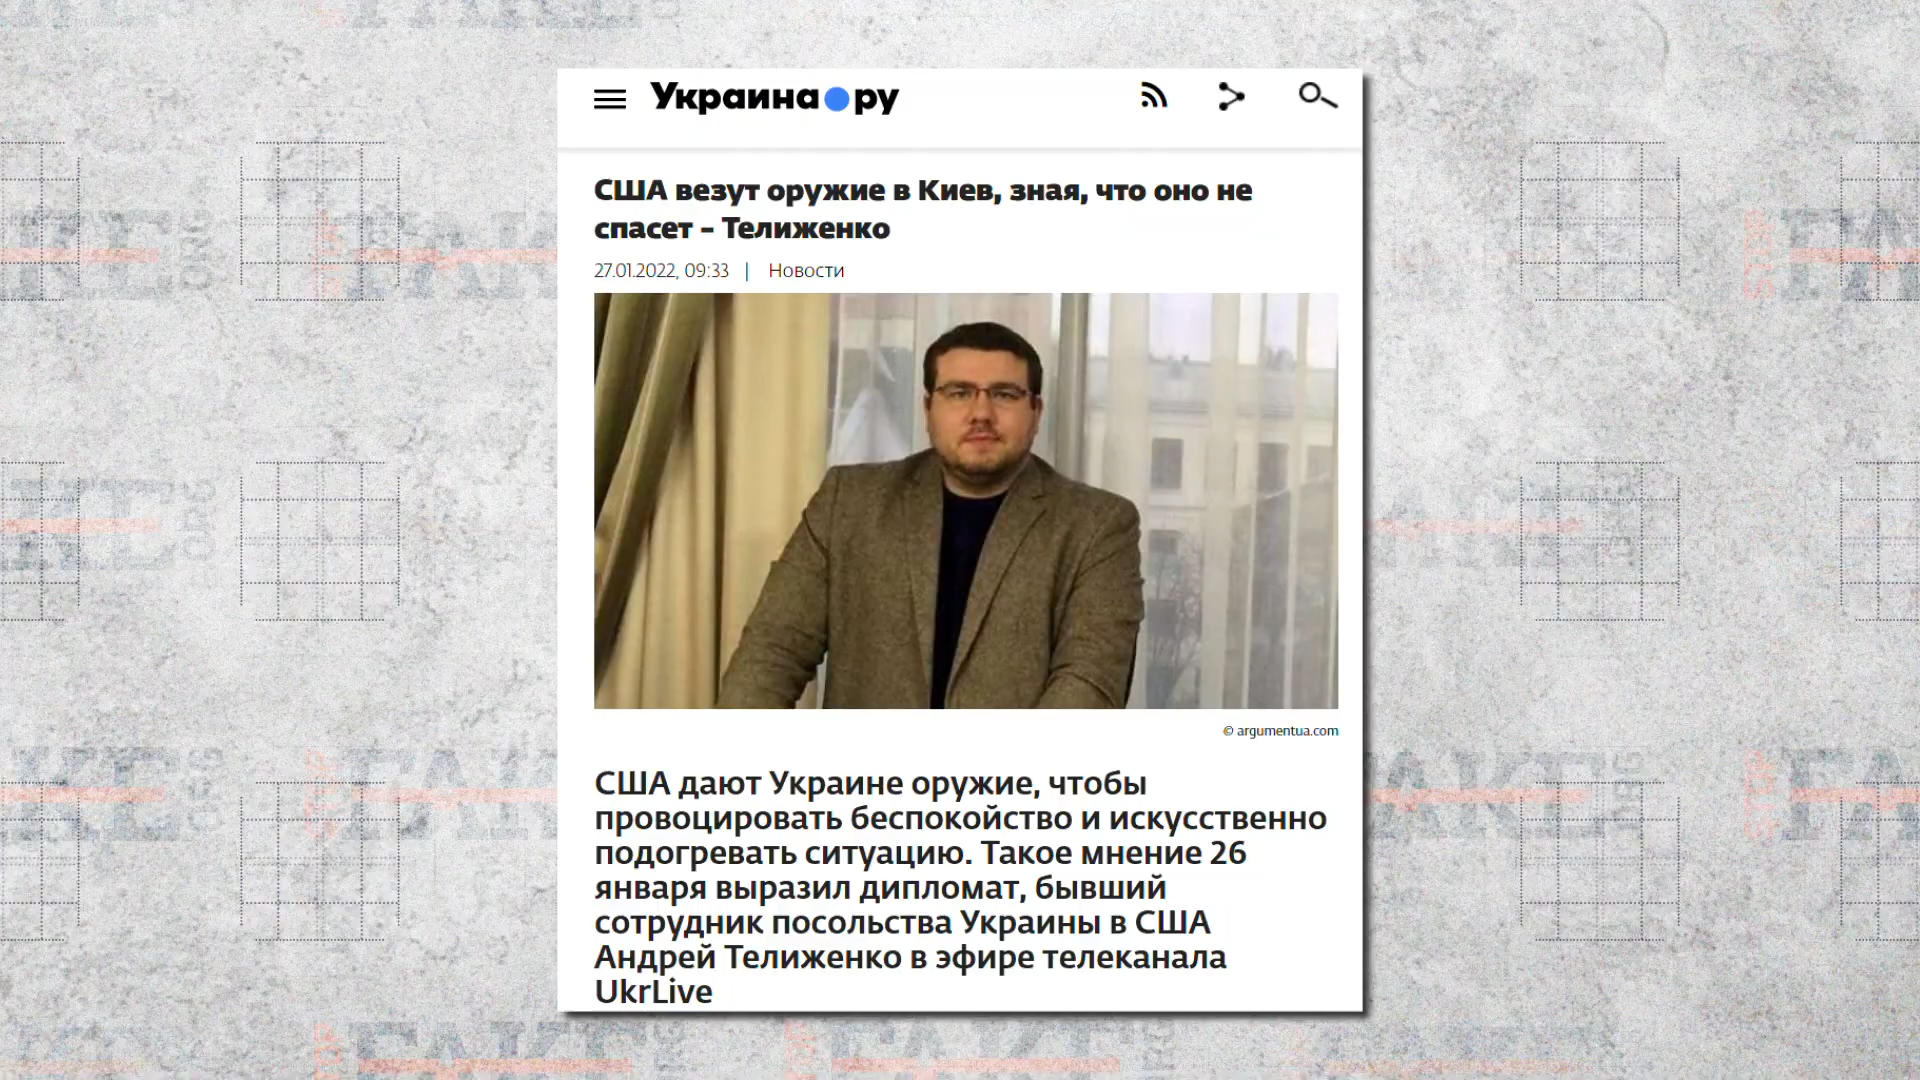 Украина ру
США везут оружие в Киев, зная, что оно не
спасет – Телиженко
27.01.2022, 09:33 | Новости
© argumentua.com
США дают Украине оружие, чтобы
провоцировать беспокойство и искусственно
подогревать ситуацию. Такое мнение 26
января выразил дипломат, бывший
сотрудник посольства Украины в США
Андрей Телиженко в эфире телеканала
UkrLive